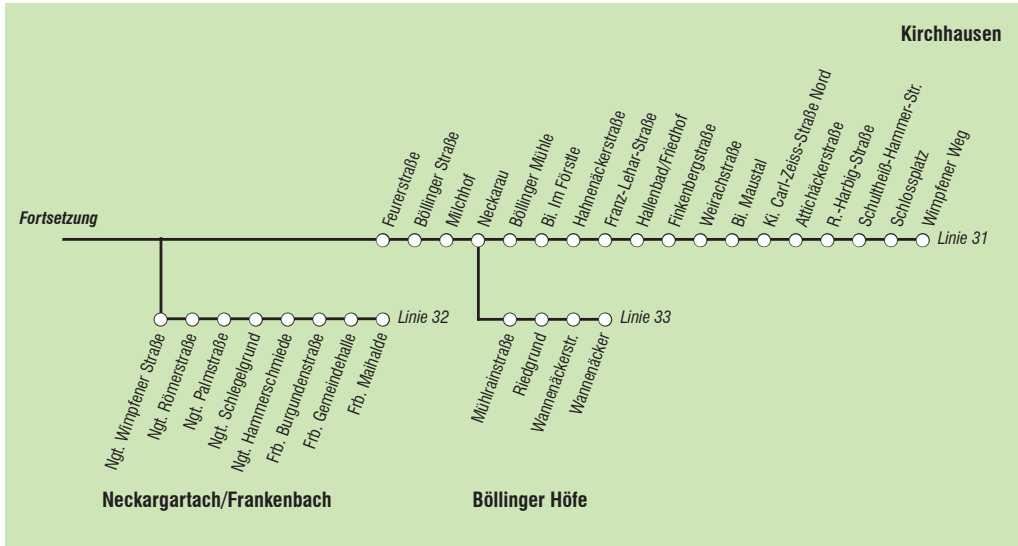 Kirchhausen
Fortsetzung
Feurerstraße
Böllinger Straße
Milchhof
Neckarau
Böllinger Mühle
Bi. Im Förstle
Hahnenäckerstraße
Franz-Lehar-Straße
Hallenbad/Friedhof
Finkenbergstraße
Weirachstraße
Bi. Maustal
Ki. Carl-Zeiss-Straße Nord
Attichäckerstraße
R.-Harbig-Straße
Schultheiß-Hammer-Str.
Schlossplatz
Wimpfener Weg
Linie 31
Ngt. Wimpfener Straße
Ngt. Römerstraße
Ngt. Palmstraße
Ngt. Schlegelgrund
Ngt. Hammerschmiede
Frb. Burgundenstraße
Frb. Gemeindehalle
Frb. Maihalde
Linie 32
Mühlrainstraße
Riedgrund
Wannenäckerstr.
Wannenäcker
Linie 33
Neckargartach/Frankenbach
Böllinger Höfe